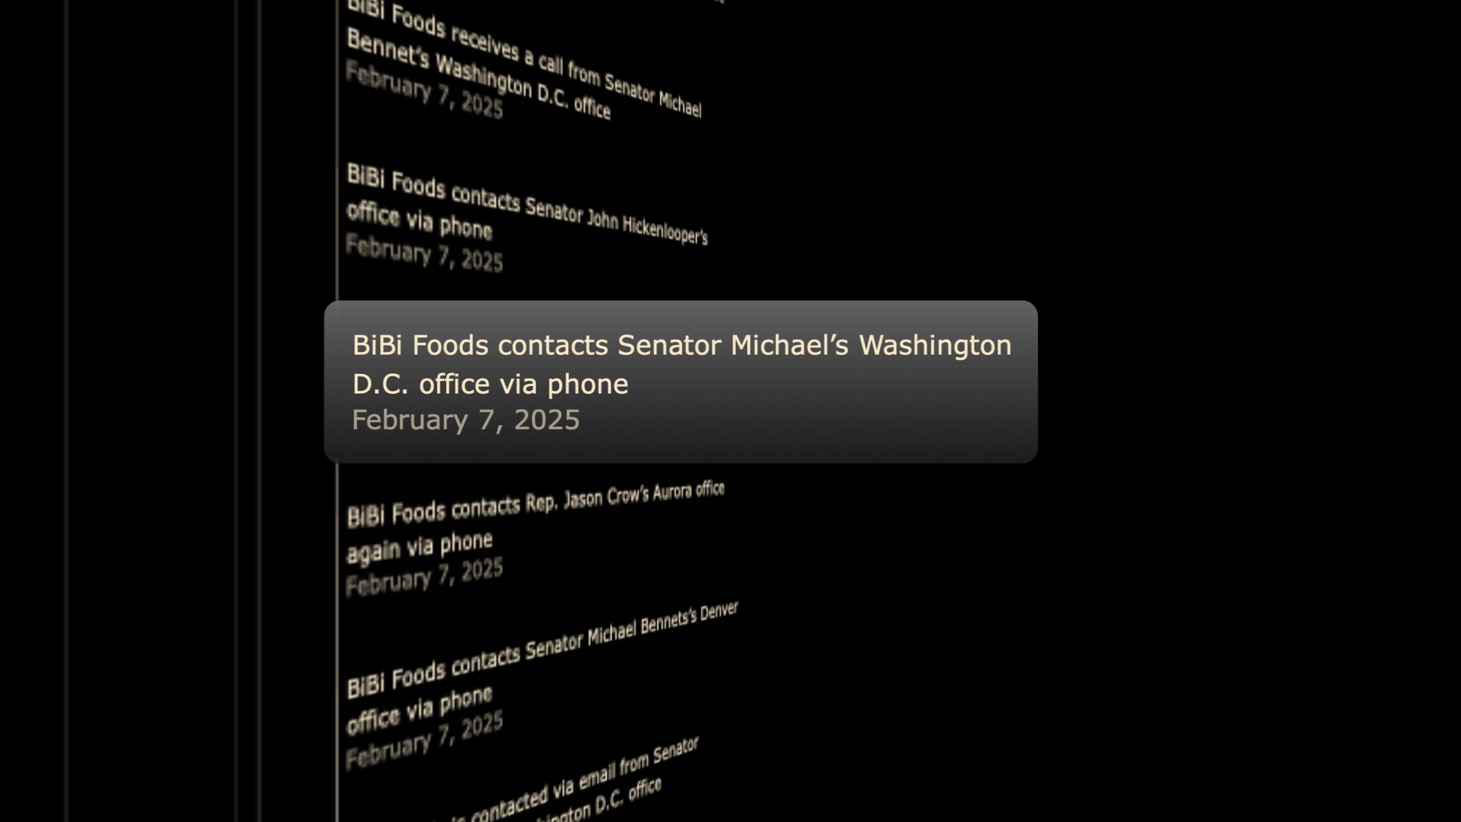 BiBi Foods receives a call from Senator Michael
Bennet's Washington D.C. office
February 7, 2025
BiBi Foods contacts Senator John Hickenlooper's
office via phone
February 7, 2025
BiBi Foods contacts Senator Michael’s Washington
D.C. office via phone
February 7, 2025
BiBi Foods contacts Rep. Jason Crow's Aurora office
again via phone
February 7, 2025
BiBi Foods contacts Senator Michael Bennets's Denver
office via phone
February 7, 2025
contacted via email from Senator
D.C. office